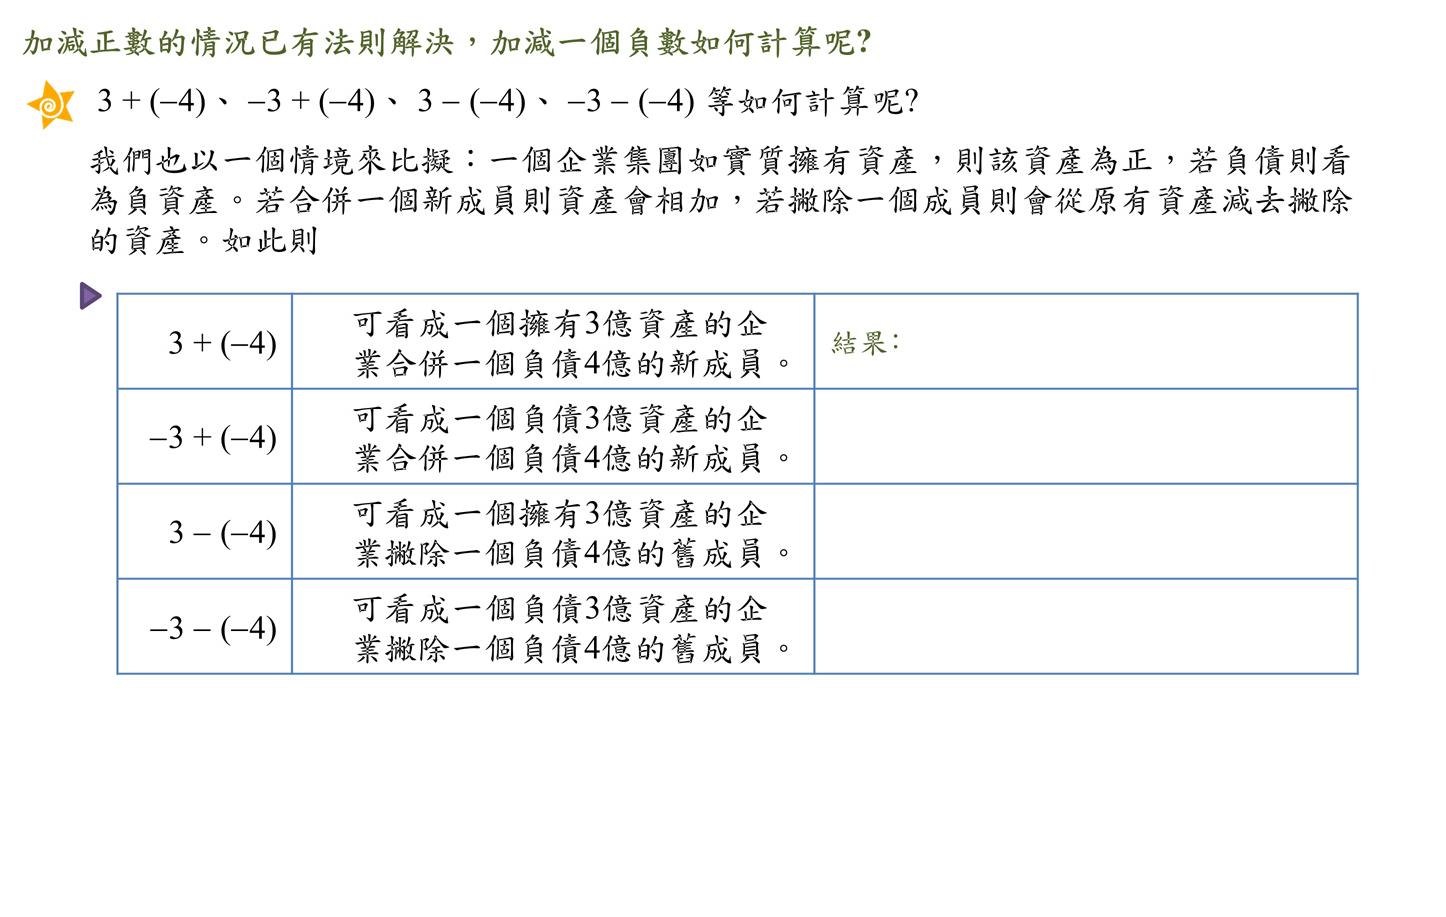 加減正數的情況已有法則解決，加減一個負數如何計算呢?
3 + (–4)、 –3 + (–4)、 3 – (–4)、 –3 – (–4) 等如何計算呢?
我們也以一個情境來比擬：一個企業集團如實質擁有資產，則該資產為正，若負債則看
為負資產。若合併一個新成員則資產會相加，若撇除一個成員則會從原有資產減去撇除
的資產。如此則
3 + (–4)
可看成一個擁有3億資產的企
業合併一個負債4億的新成員。
結果：
–3 + (–4)
可看成一個負債3億資產的企
業合併一個負債4億的新成員。
3 – (–4)
可看成一個擁有3億資產的企
業撇除一個負債4億的舊成員。
–3 – (–4)
可看成一個負債3億資產的企
業撇除一個負債4億的舊成員。